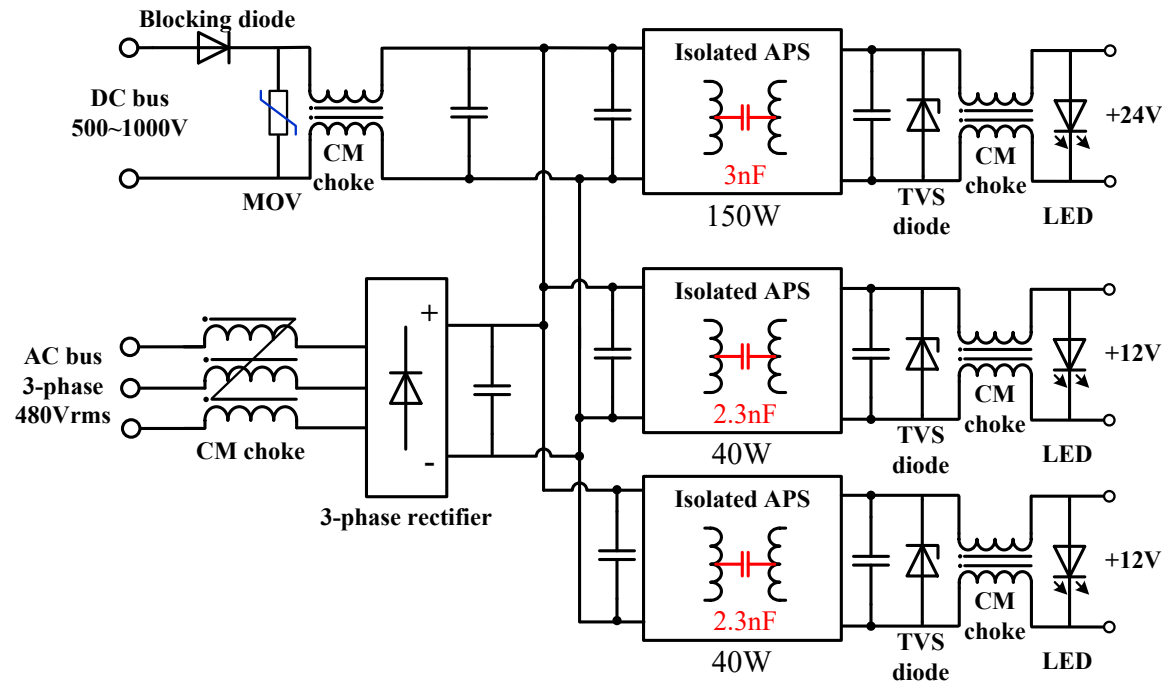 Blocking diode
DC bus
500~1000V
MOV
CM
choke
Isolated APS
3nF
150W
TVS
diode
CM
choke
LED
+24V
AC bus
3-phase
480Vrms
CM choke
+
-
3-phase rectifier
Isolated APS
2.3nF
40W
TVS
diode
CM
choke
LED
+12V
Isolated APS
2.3nF
40W
TVS
diode
CM
choke
LED
+12V